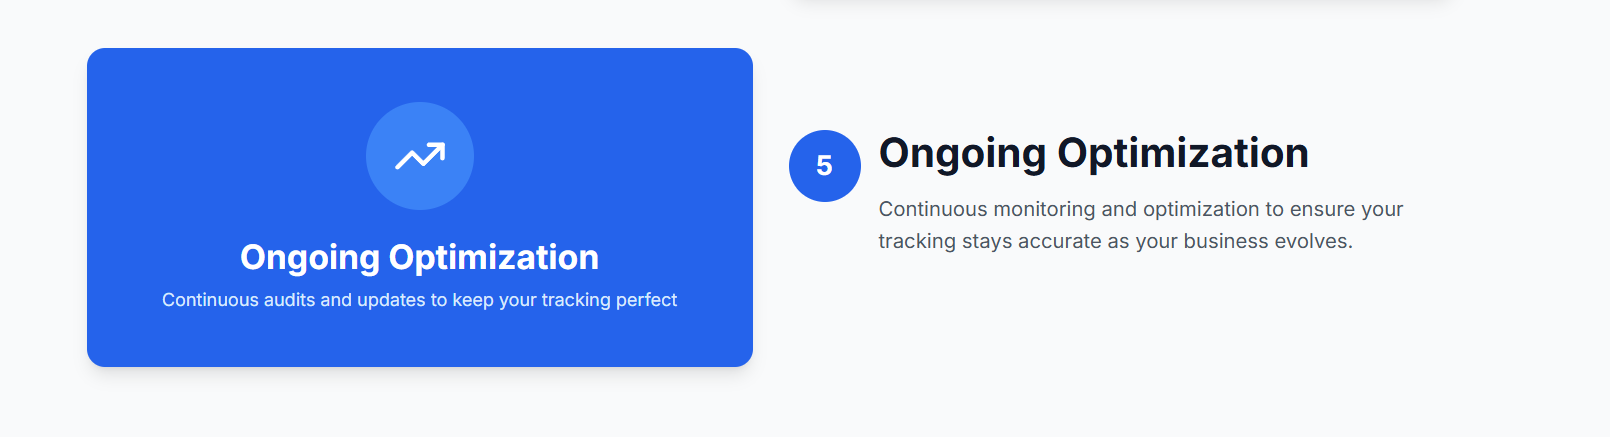 Ongoing Optimization
Continuous audits and updates to keep your tracking perfect
5
Ongoing Optimization
Continuous monitoring and optimization to ensure your
tracking stays accurate as your business evolves.